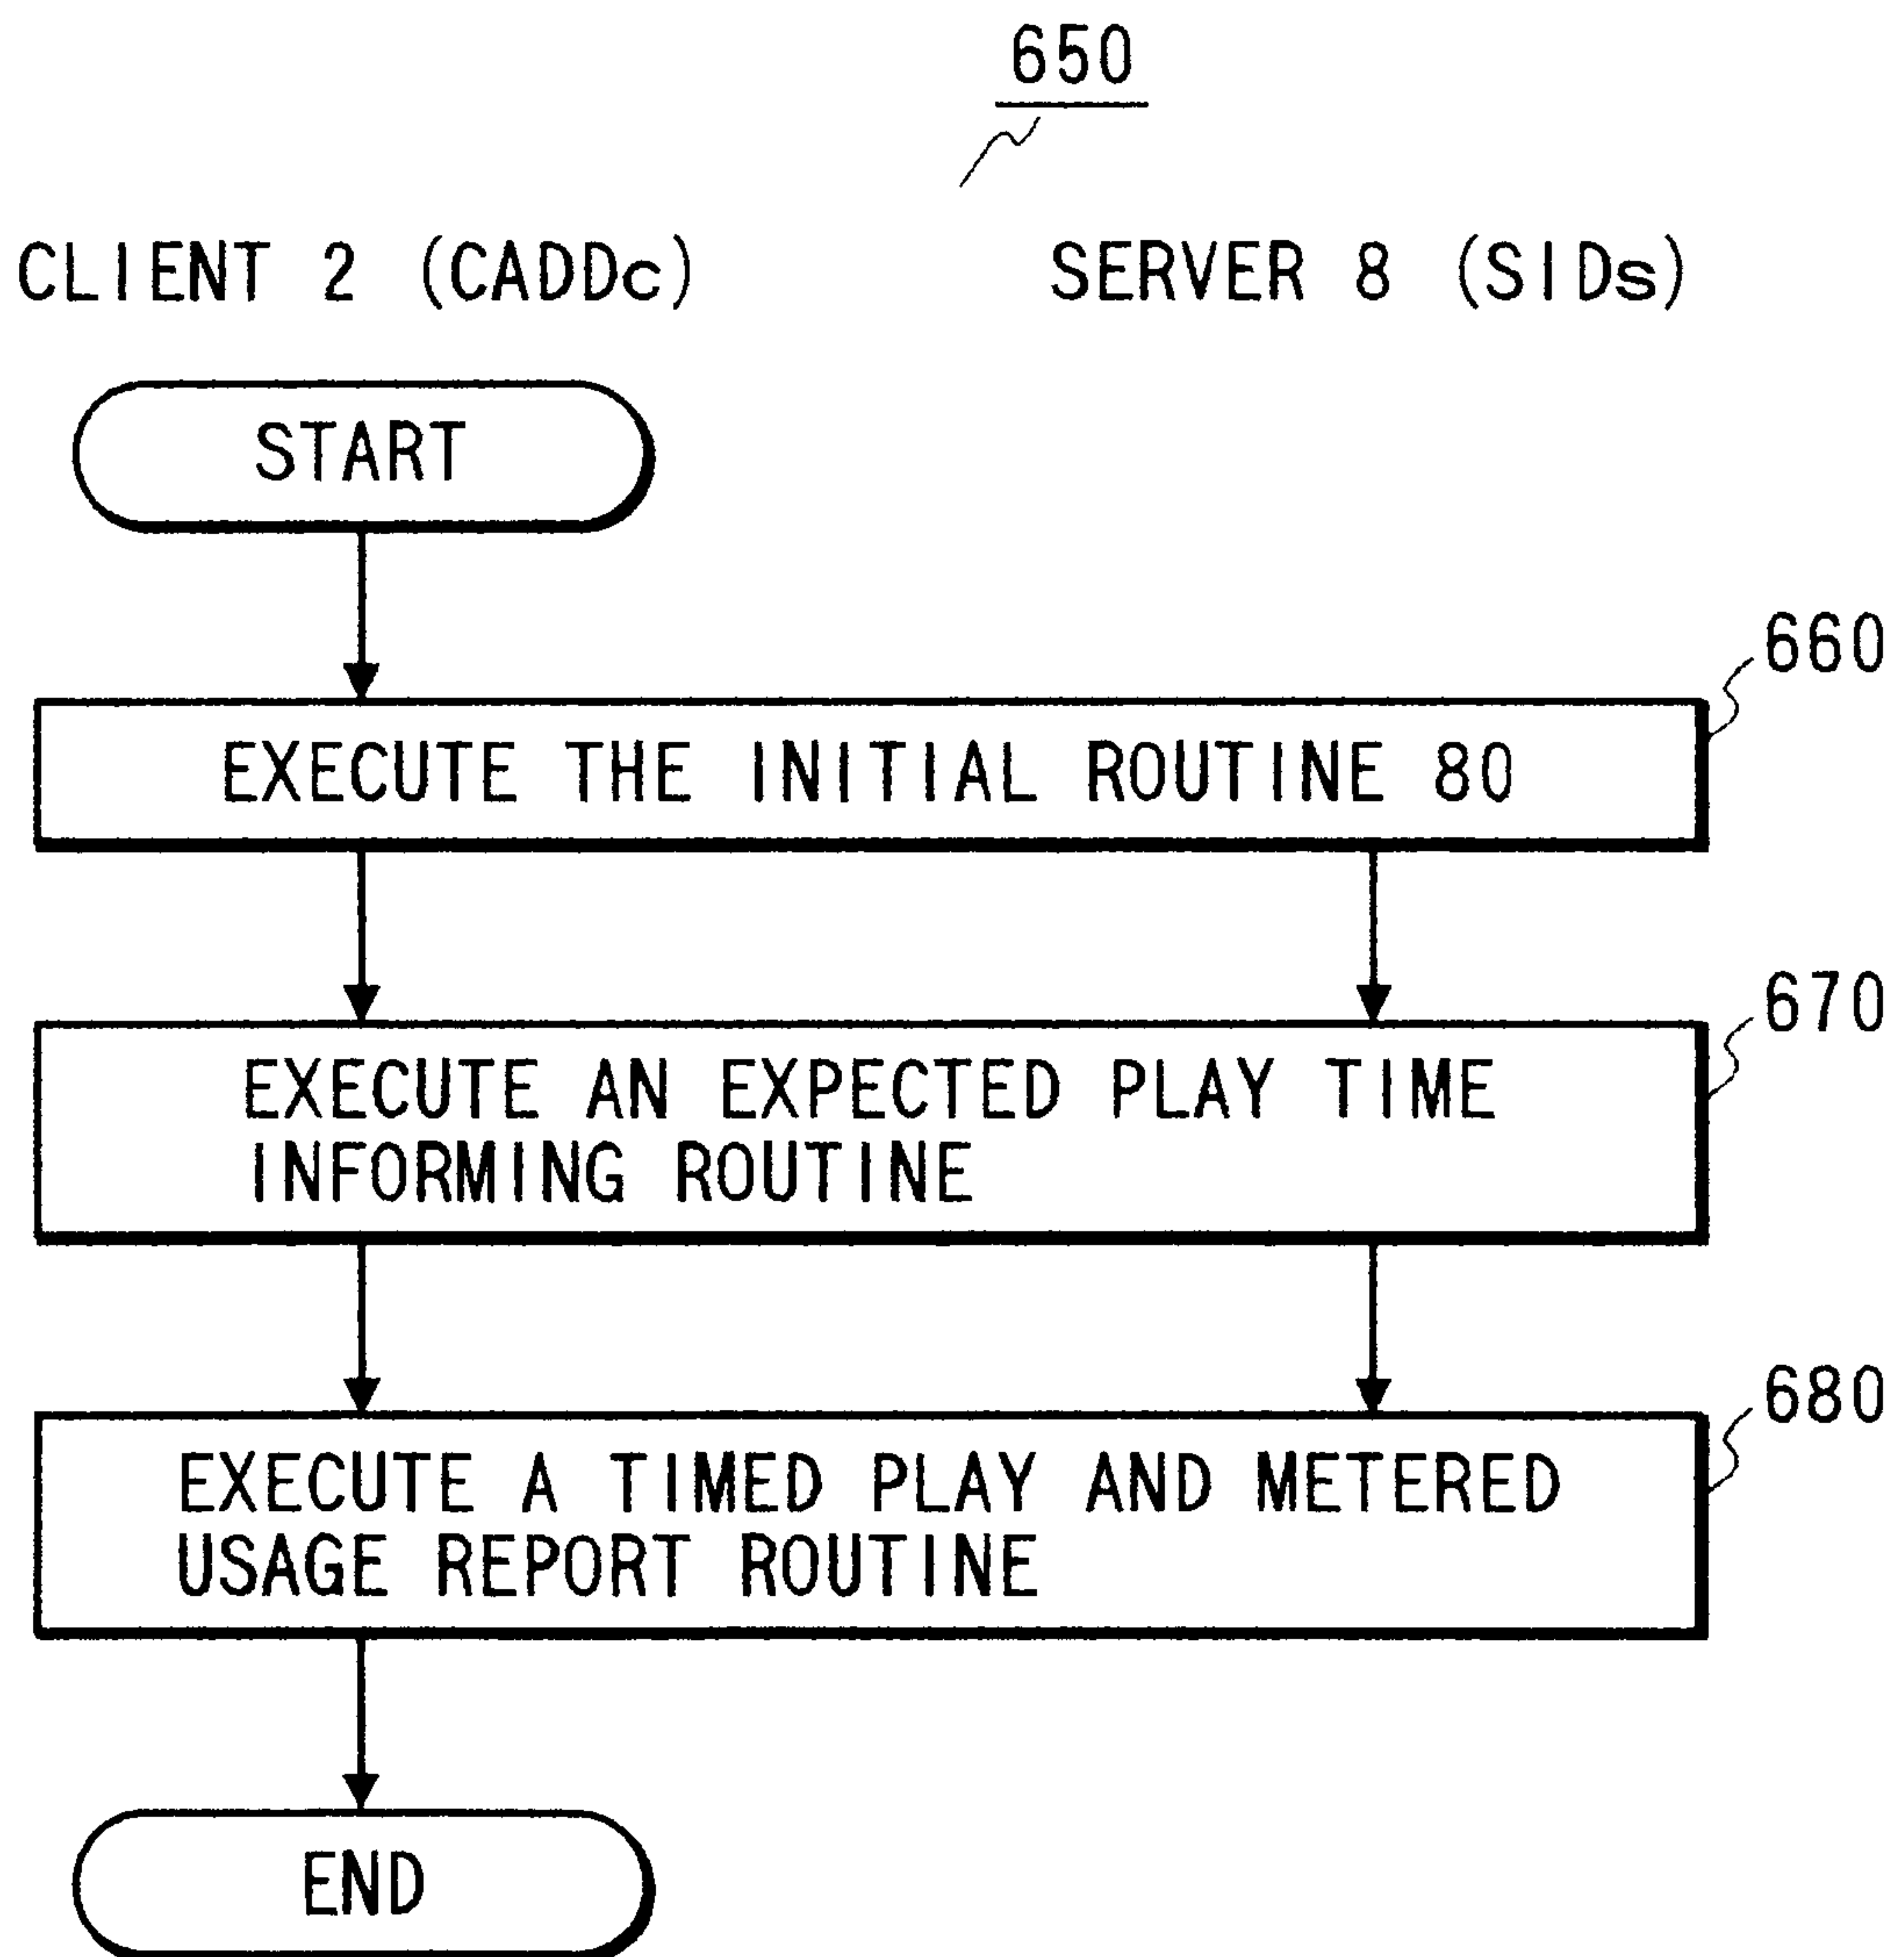 650
CLIENT 2 (CADDc)
SERVER 8 (SIDs)
START
660
EXECUTE THE INITIAL ROUTINE 80
670
EXECUTE AN EXPECTED PLAY TIME
INFORMING ROUTINE
680
EXECUTE A TIMED PLAY AND METERED
USAGE REPORT ROUTINE
END